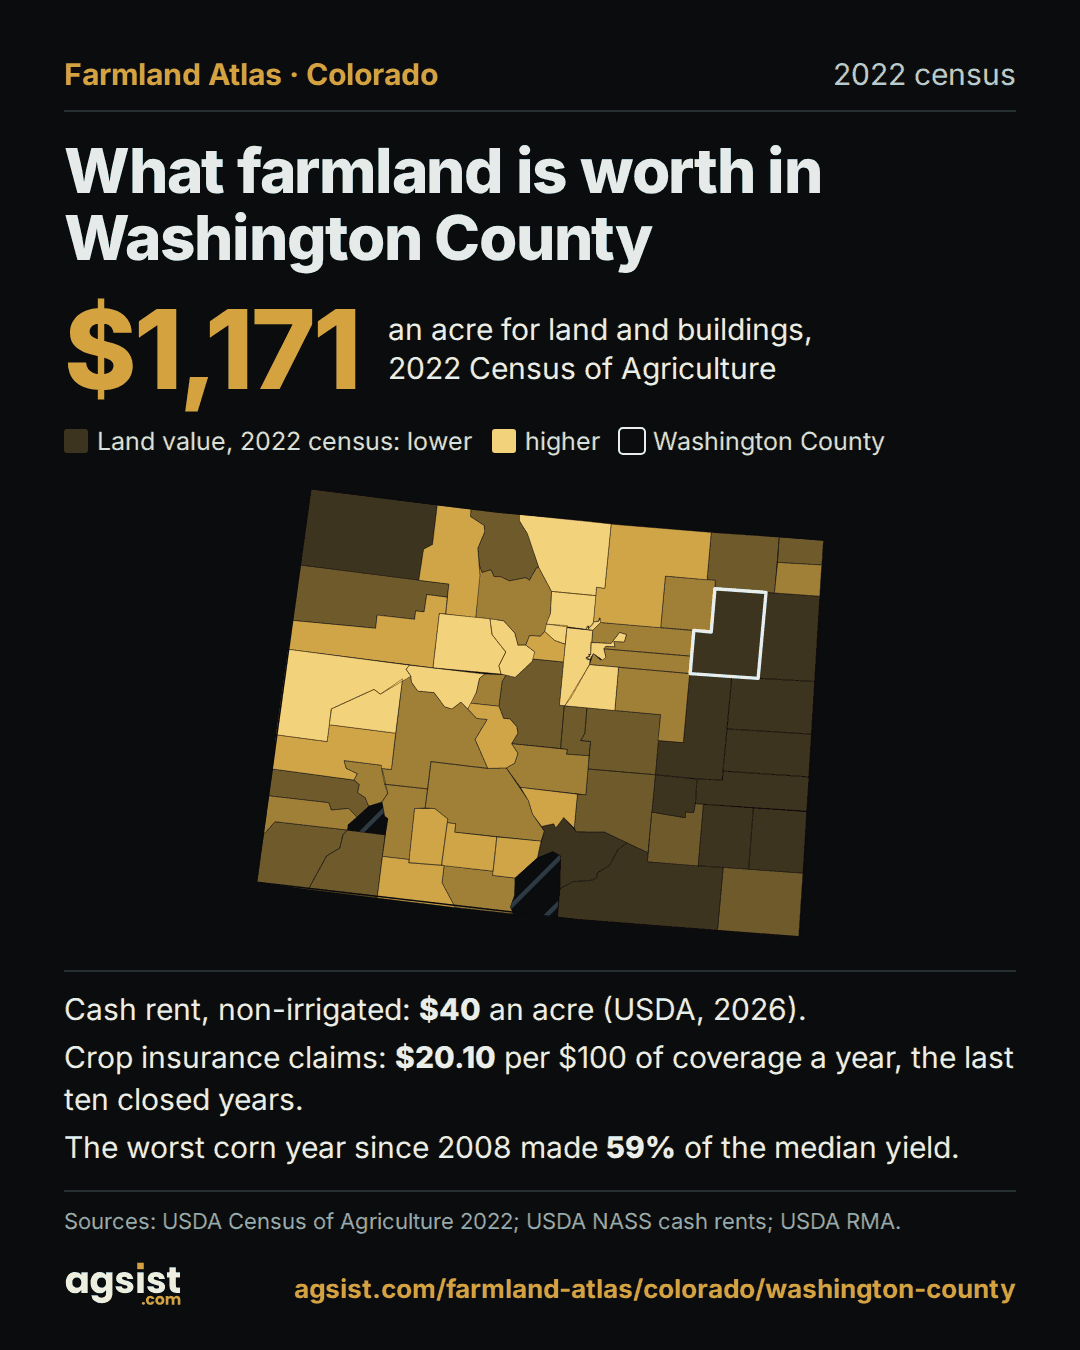 Farmland Atlas · Colorado
2022 census
What farmland is worth in
Washington County
$1,171
an acre for land and buildings,
2022 Census of Agriculture
Land value, 2022 census: lower
higher
Washington County
Cash rent, non-irrigated: $40 an acre (USDA, 2026).
Crop insurance claims: $20.10 per $100 of coverage a year, the last
ten closed years.
The worst corn year since 2008 made 59% of the median yield.
Sources: USDA Census of Agriculture 2022; USDA NASS cash rents; USDA RMA.
agsist
.com
agsist.com/farmland-atlas/colorado/washington-county